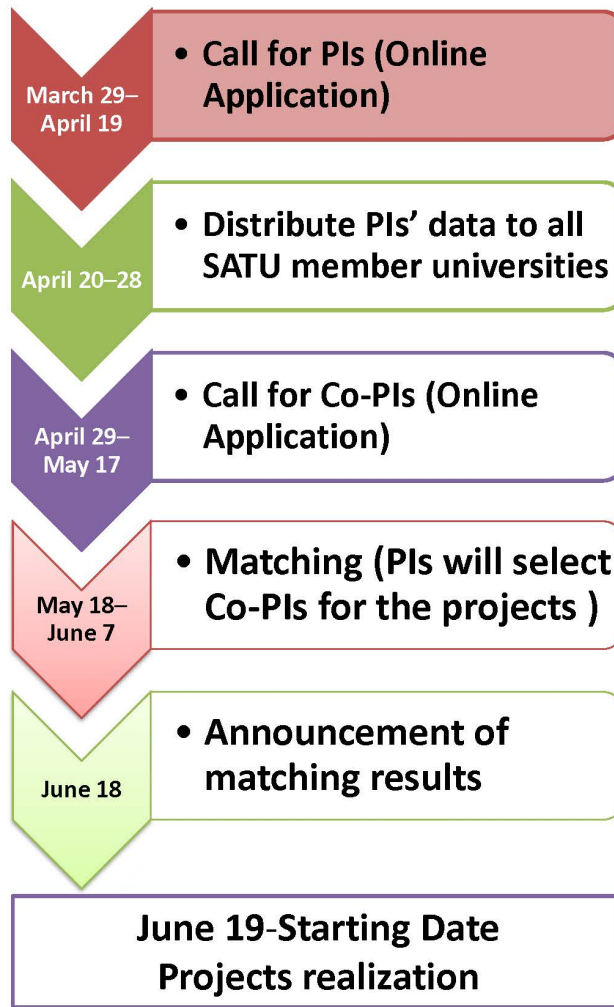 March 29–
April 19
• Call for PIs (Online
Application)
April 20–28
• Distribute PIs’ data to all
SATU member universities
April 29–
May 17
• Call for Co-PIs (Online
Application)
May 18–
June 7
• Matching (PIs will select
Co-PIs for the projects )
June 18
• Announcement of
matching results
June 19-Starting Date
Projects realization